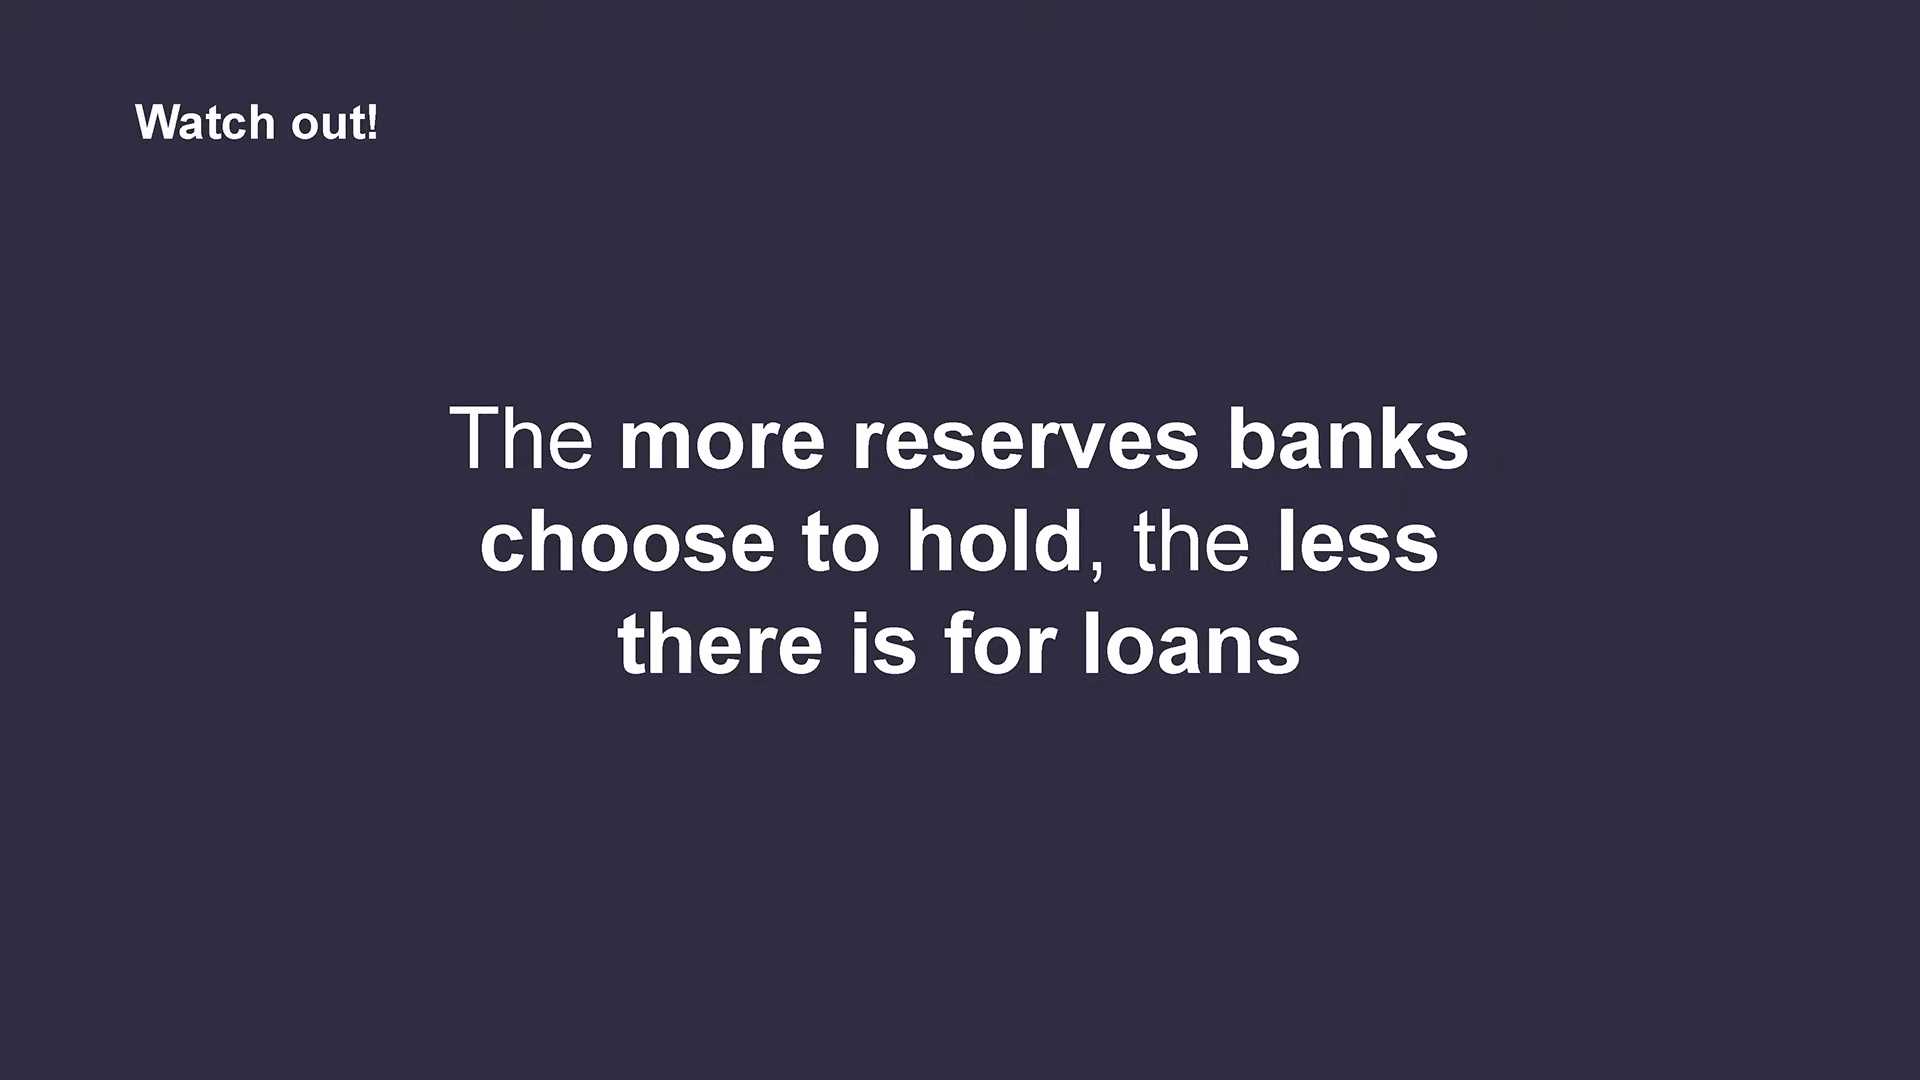 Watch out!
The more reserves banks
choose to hold, the less
there is for loans